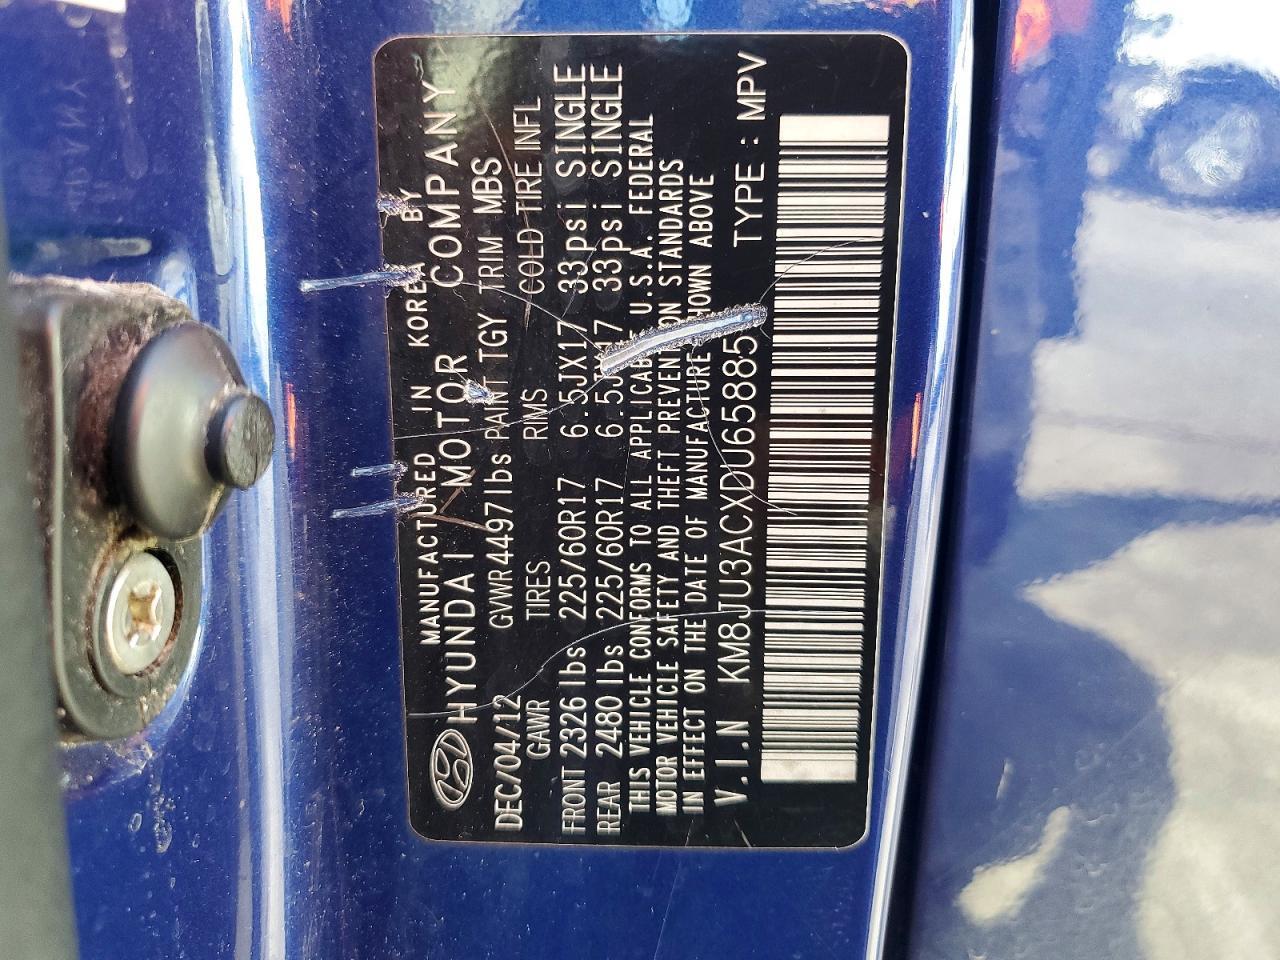 MANUFACTURED IN KOREA BY
HYUNDAI MOTOR COMPANY
DEC/04/12 GVWR 4497lbs PAINT TGY TRIM MBS
GAWR TIRES RIMS COLD TIRE INFL
FRONT 2326 lbs 225/60R17 6.5JX17 33psi SINGLE
REAR 2480 lbs 225/60R17 6.5JX17 33psi SINGLE
THIS VEHICLE CONFORMS TO ALL U.S.A. FEDERAL
MOTOR VEHICLE SAFETY AND THEFT STANDARDS
IN EFFECT ON THE DATE OF MANUFACTURE ABOVE
V.I.N KM8JU3ACXDU65885 TYPE : MPV